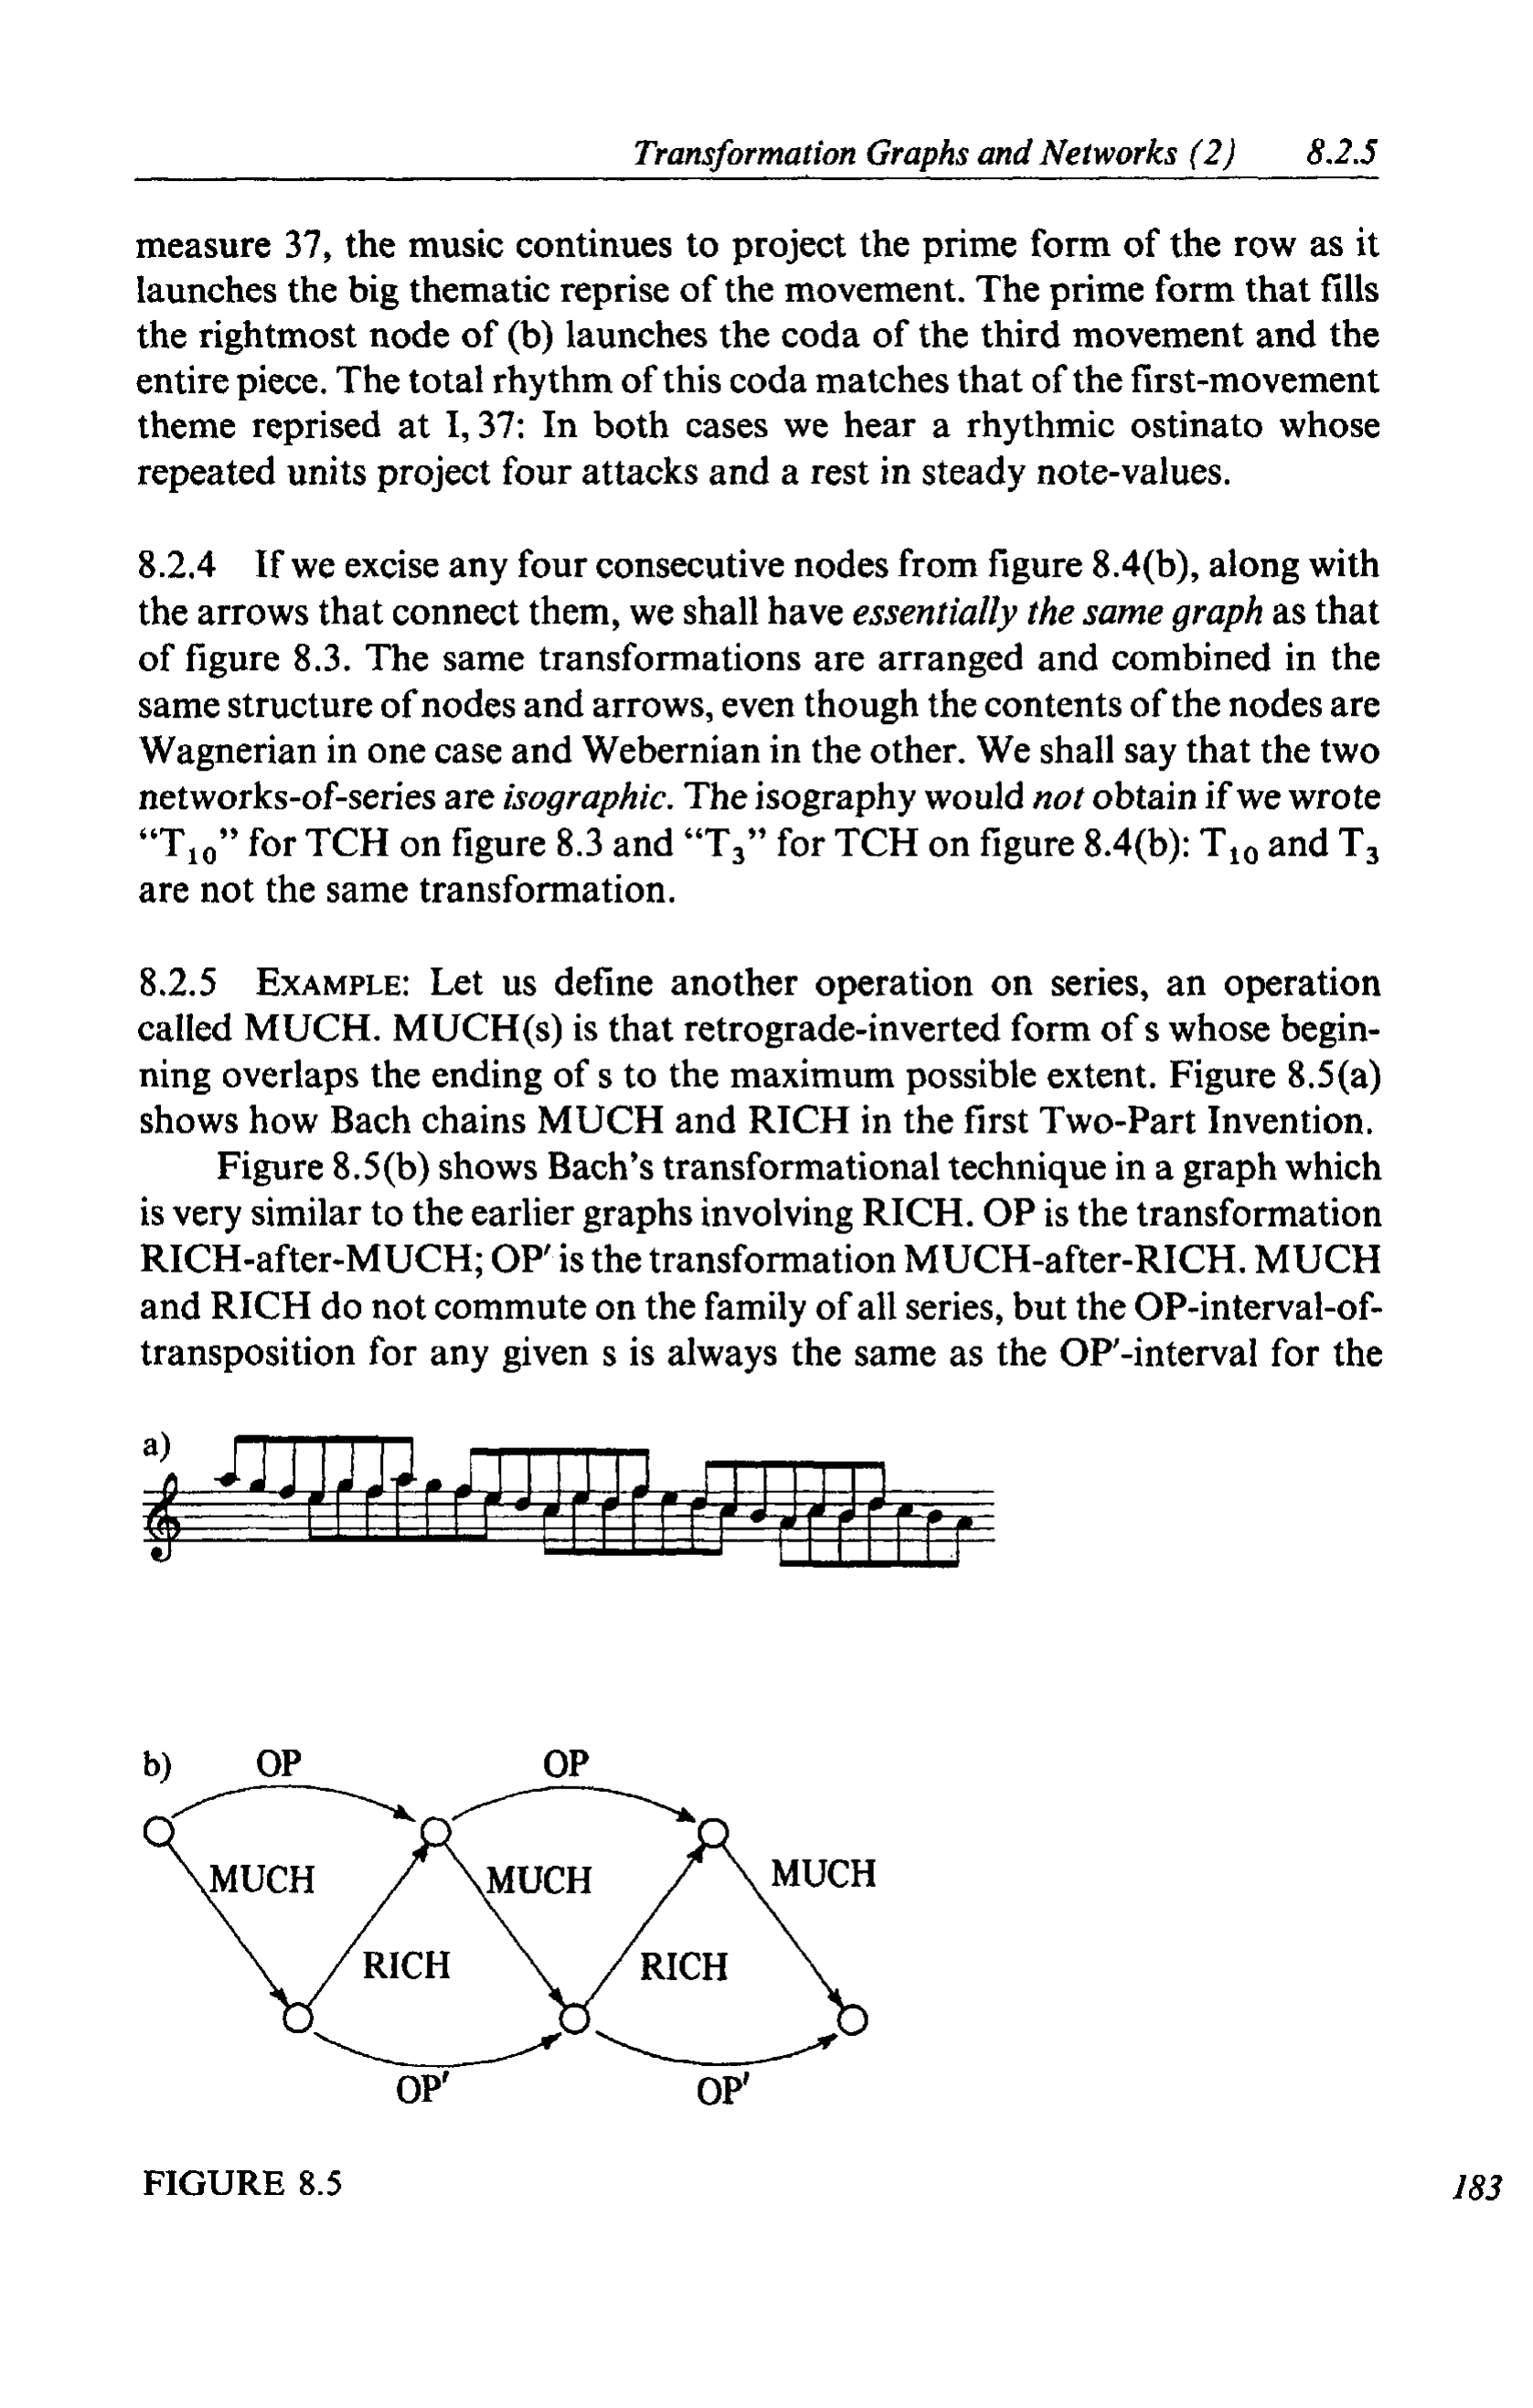 Transformation Graphs and Networks (2) 8.2.5
measure 37, the music continues to project the prime form of the row as it
launches the big thematic reprise of the movement. The prime form that fills
the rightmost node of (b) launches the coda of the third movement and the
entire piece. The total rhythm of this coda matches that of the first-movement
theme reprised at I, 37: In both cases we hear a rhythmic ostinato whose
repeated units project four attacks and a rest in steady note-values.
8.2.4 If we excise any four consecutive nodes from figure 8.4(b), along with
the arrows that connect them, we shall have essentially the same graph as that
of figure 8.3. The same transformations are arranged and combined in the
same structure of nodes and arrows, even though the contents of the nodes are
Wagnerian in one case and Webernian in the other. We shall say that the two
networks-of-series are isographic. The isography would not obtain if we wrote
“T₁₀” for TCH on figure 8.3 and “T₃” for TCH on figure 8.4(b): T₁₀ and T₃
are not the same transformation.
8.2.5 EXAMPLE: Let us define another operation on series, an operation
called MUCH. MUCH(s) is that retrograde-inverted form of s whose begin-
ning overlaps the ending of s to the maximum possible extent. Figure 8.5(a)
shows how Bach chains MUCH and RICH in the first Two-Part Invention.
Figure 8.5(b) shows Bach's transformational technique in a graph which
is very similar to the earlier graphs involving RICH. OP is the transformation
RICH-after-MUCH; OP′ is the transformation MUCH-after-RICH. MUCH
and RICH do not commute on the family of all series, but the OP-interval-of-
transposition for any given s is always the same as the OP′-interval for the
a)
b) OP OP
MUCH MUCH MUCH
RICH RICH
OP′ OP′
FIGURE 8.5
183